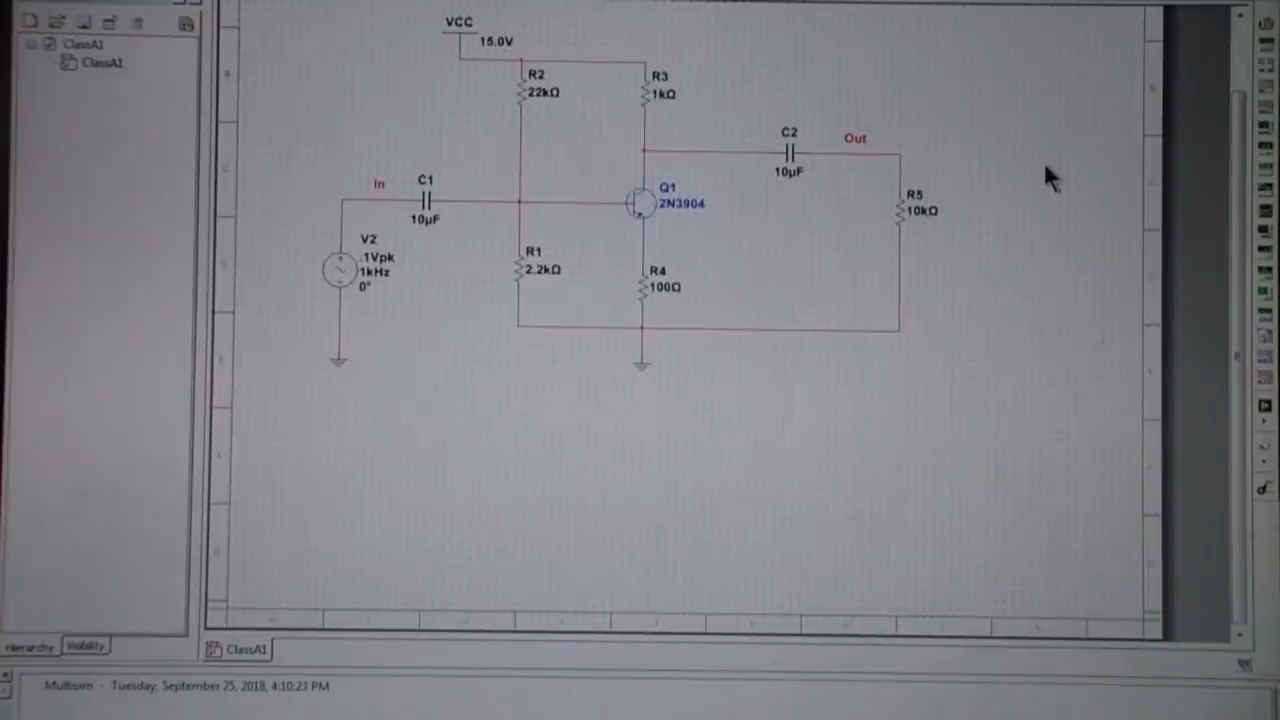 ClassA1
ClassA1
VCC
15.0V
R2
22kΩ
R3
1kΩ
C2
10µF
Out
In
C1
10µF
Q1
2N3904
R5
10kΩ
V2
.1Vpk
1kHz
0°
R1
2.2kΩ
R4
100Ω
Hierarchy
Visibility
ClassA1
Multisim - Tuesday, September 25, 2018, 4:10:23 PM